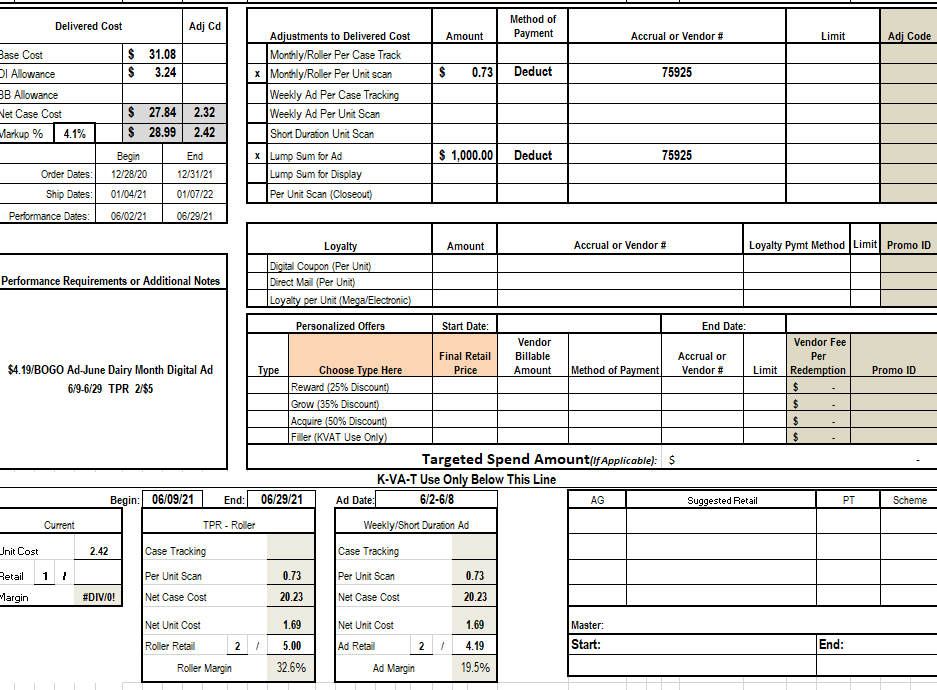 Delivered Cost Adj Cd
Base Cost $ 31.08
OI Allowance $ 3.24
BB Allowance
Net Case Cost $ 27.84 2.32
Markup % 4.1% $ 28.99 2.42
Begin End
Order Dates: 12/28/20 12/31/21
Ship Dates: 01/04/21 01/07/22
Performance Dates: 06/02/21 06/29/21
Performance Requirements or Additional Notes
$4.19/BOGO Ad-June Dairy Month Digital Ad
6/9-6/29 TPR 2/$5
Adjustments to Delivered Cost Amount Method of Payment Accrual or Vendor # Limit Adj Code
Monthly/Roller Per Case Track
x Monthly/Roller Per Unit scan $ 0.73 Deduct 75925
Weekly Ad Per Case Tracking
Weekly Ad Per Unit Scan
Short Duration Unit Scan
x Lump Sum for Ad $ 1,000.00 Deduct 75925
Lump Sum for Display
Per Unit Scan (Closeout)
Loyalty Amount Accrual or Vendor # Loyalty Pymt Method Limit Promo ID
Digital Coupon (Per Unit)
Direct Mail (Per Unit)
Loyalty per Unit (Mega/Electronic)
Personalized Offers Start Date: End Date:
Type Choose Type Here Final Retail Price Vendor Billable Amount Method of Payment Accrual or Vendor # Limit Vendor Fee Per Redemption Promo ID
Reward (25% Discount) $ -
Grow (35% Discount) $ -
Acquire (50% Discount) $ -
Filler (KVAT Use Only) $ -
Targeted Spend Amount(If Applicable): $ -
K-VA-T Use Only Below This Line
Begin: 06/09/21 End: 06/29/21 Ad Date: 6/2-6/8
Current
Unit Cost 2.42
Retail 1 /
Margin #DIV/0!
TPR - Roller
Case Tracking
Per Unit Scan 0.73
Net Case Cost 20.23
Net Unit Cost 1.69
Roller Retail 2 / 5.00
Roller Margin 32.6%
Weekly/Short Duration Ad
Case Tracking
Per Unit Scan 0.73
Net Case Cost 20.23
Net Unit Cost 1.69
Ad Retail 2 / 4.19
Ad Margin 19.5%
AG Suggested Retail PT Scheme
Master:
Start: End: